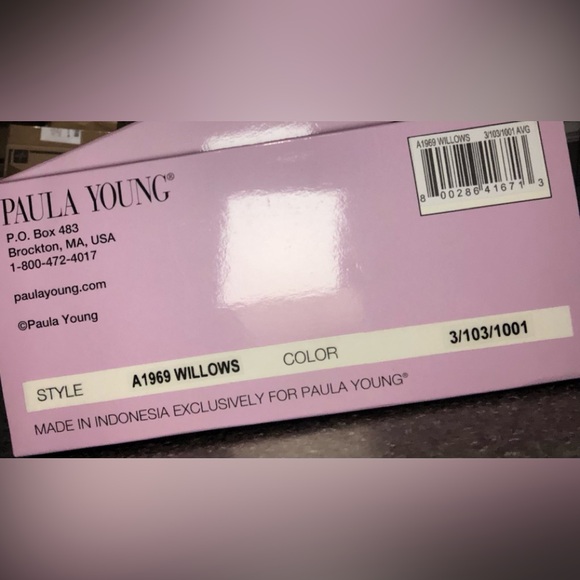 PAULA YOUNG®
P.O. Box 483
Brockton, MA, USA
1-800-472-4017
paulayoung.com
©Paula Young
A1969 WILLOWS 3/103/1001 AVG
8 00286 41671 3
STYLE A1969 WILLOWS COLOR 3/103/1001
MADE IN INDONESIA EXCLUSIVELY FOR PAULA YOUNG®